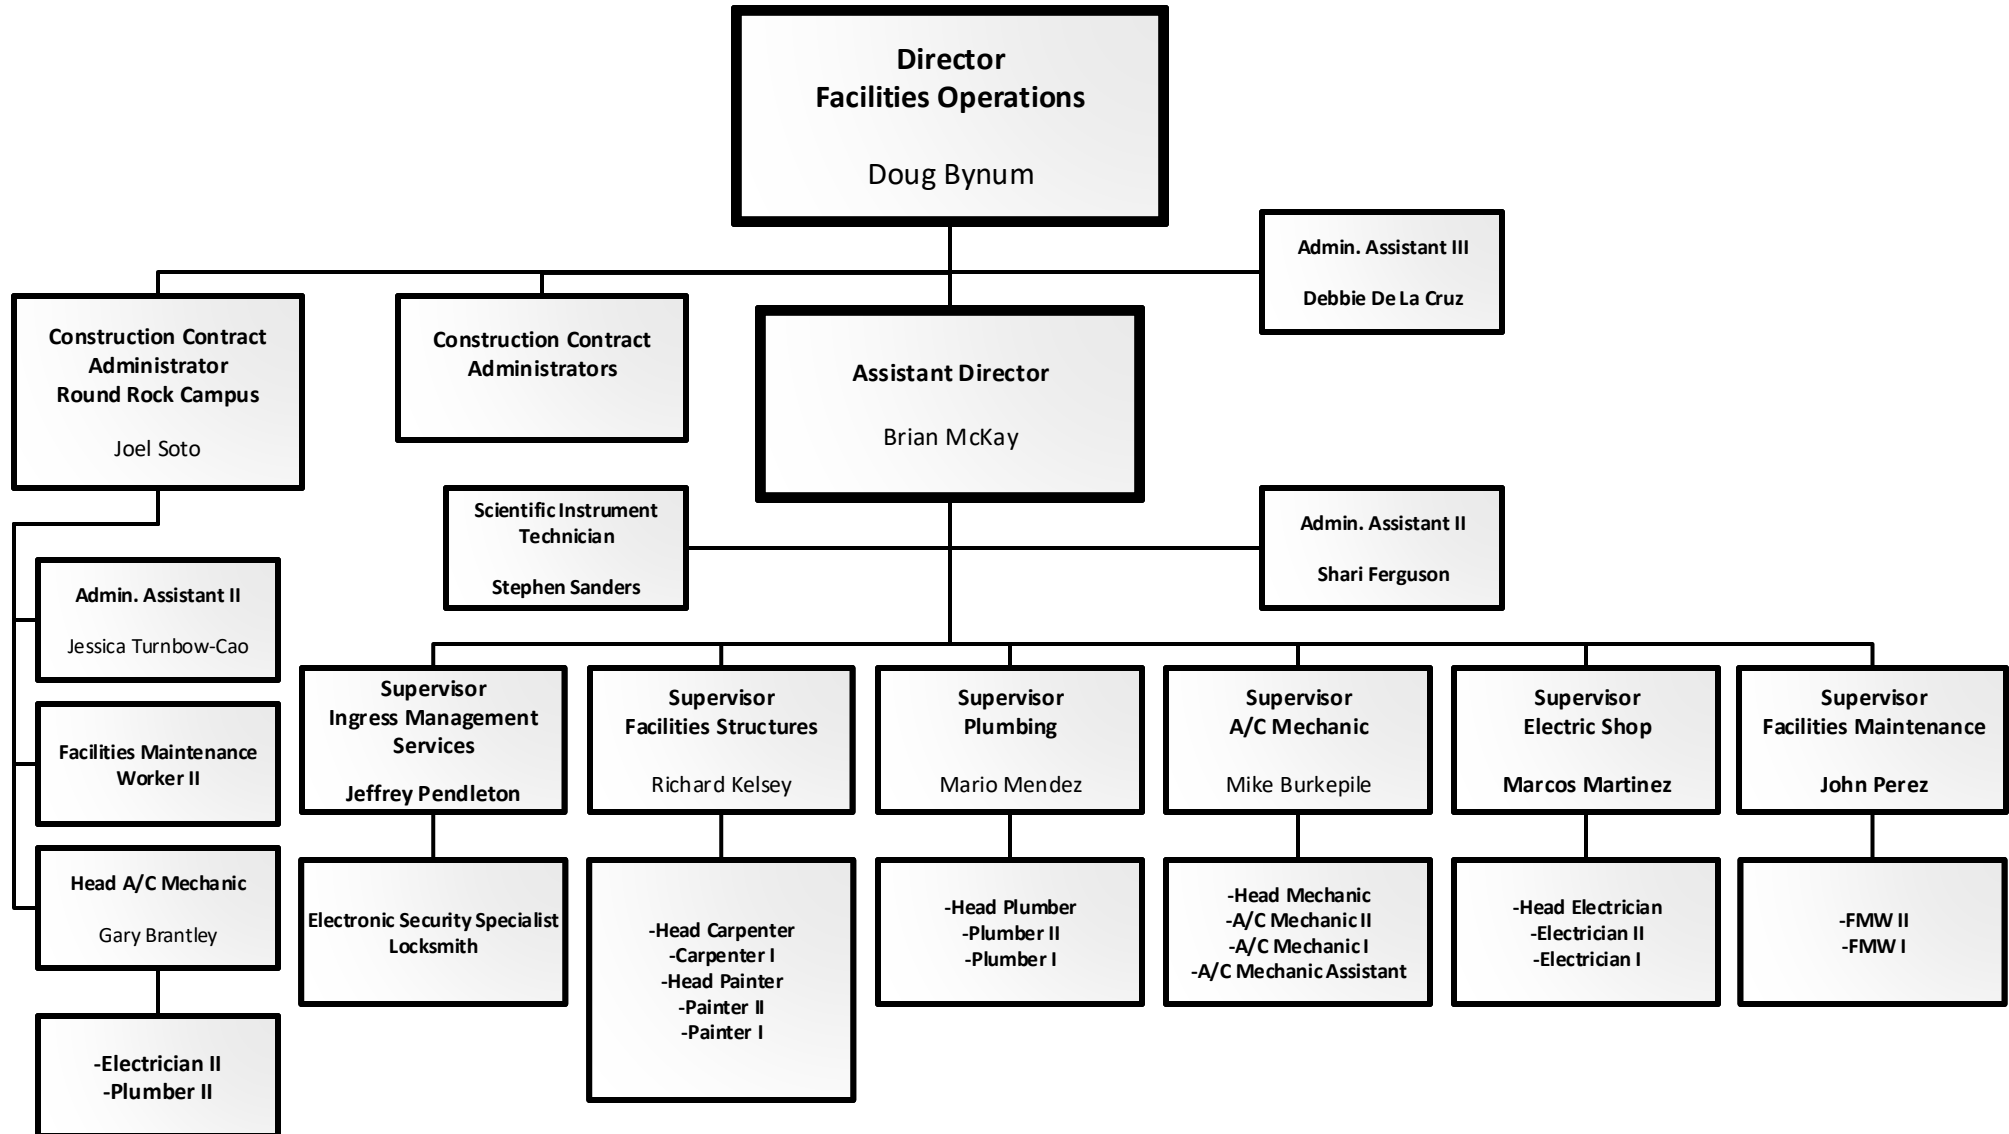 Director
Facilities Operations
Doug Bynum
Admin. Assistant III
Debbie De La Cruz
Construction Contract
Administrator
Round Rock Campus
Joel Soto
Construction Contract
Administrators
Assistant Director
Brian McKay
Scientific Instrument
Technician
Stephen Sanders
Admin. Assistant II
Shari Ferguson
Admin. Assistant II
Jessica Turnbow-Cao
Facilities Maintenance
Worker II
Head A/C Mechanic
Gary Brantley
-Electrician II
-Plumber II
Supervisor
Ingress Management
Services
Jeffrey Pendleton
Electronic Security Specialist
Locksmith
Supervisor
Facilities Structures
Richard Kelsey
-Head Carpenter
-Carpenter I
-Head Painter
-Painter II
-Painter I
Supervisor
Plumbing
Mario Mendez
-Head Plumber
-Plumber II
-Plumber I
Supervisor
A/C Mechanic
Mike Burkepile
-Head Mechanic
-A/C Mechanic II
-A/C Mechanic I
-A/C Mechanic Assistant
Supervisor
Electric Shop
Marcos Martinez
-Head Electrician
-Electrician II
-Electrician I
Supervisor
Facilities Maintenance
John Perez
-FMW II
-FMW I